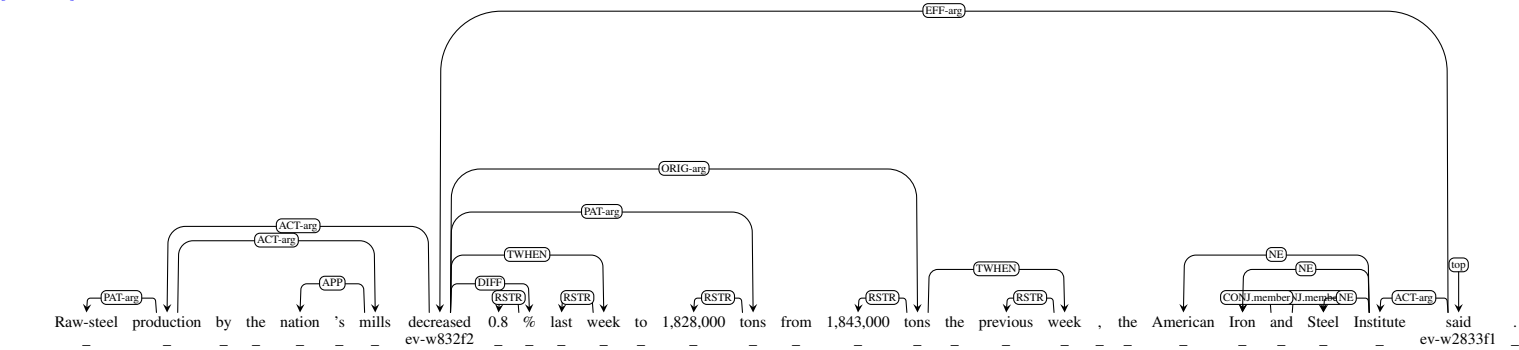 EFF-arg
ORIG-arg
PAT-arg
ACT-arg
ACT-arg
TWHEN NE
TWHEN NE top
APP DIFF
PAT-arg RSTR RSTR RSTR RSTR RSTR CONJ.member NE ACT-arg
Raw-steel production by the nation 's mills decreased 0.8 % last week to 1,828,000 tons from 1,843,000 tons the previous week , the American Iron and Steel Institute said .
ev-w832f2 ev-w2833f1